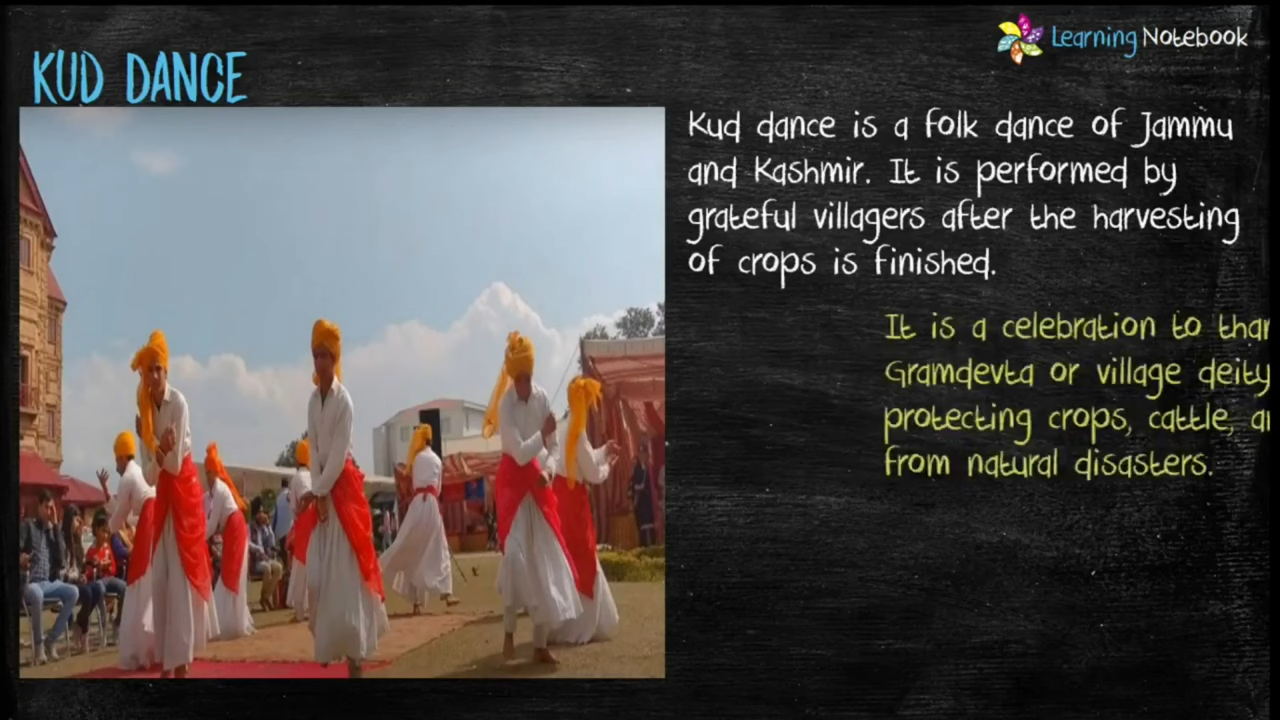 Learning Notebook
KUD DANCE
Kud dance is a folk dance of Jammu
and Kashmir. It is performed by
grateful villagers after the harvesting
of crops is finished.
It is a celebration to
Gramdevta or village deity
protecting crops, cattle,
from natural disasters.